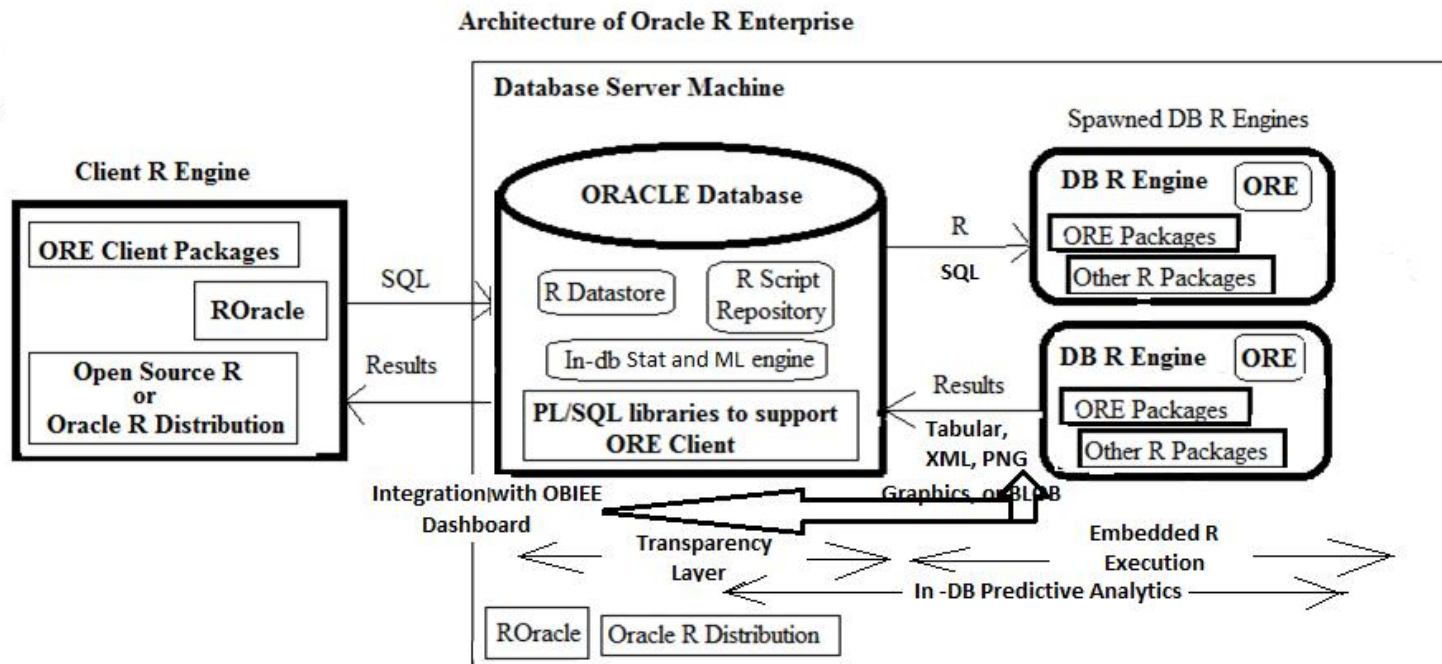 Architecture of Oracle R Enterprise
Database Server Machine
Client R Engine
ORE Client Packages
ROracle
Open Source R
or
Oracle R Distribution
SQL
Results
ORACLE Database
R Datastore
R Script
Repository
In-db Stat and ML engine
PL/SQL libraries to support
ORE Client
R
SQL
Results
Tabular,
XML, PNG
Graphics, or BLOB
Spawned DB R Engines
DB R Engine
ORE
ORE Packages
Other R Packages
DB R Engine
ORE
ORE Packages
Other R Packages
Integration with OBIEE
Dashboard
Transparency
Layer
Embedded R
Execution
In -DB Predictive Analytics
ROracle
Oracle R Distribution